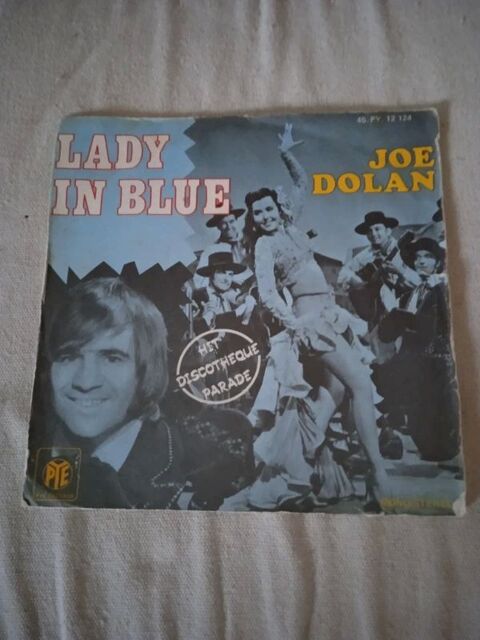 45. PY. 12 124
LADY
IN BLUE
JOE
DOLAN
HIT
DISCOTHEQUE
PARADE
PYE